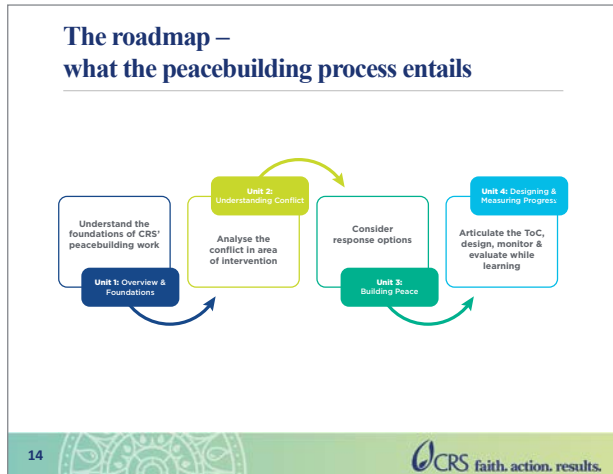 The roadmap –
what the peacebuilding process entails
Understand the
foundations of CRS’
peacebuilding work
Unit 1: Overview &
Foundations
Unit 2:
Understanding Conflict
Analyse the
conflict in area
of intervention
Consider
response options
Unit 3:
Building Peace
Unit 4: Designing &
Measuring Progress
Articulate the ToC,
design, monitor &
evaluate while
learning
14
CRS faith. action. results.